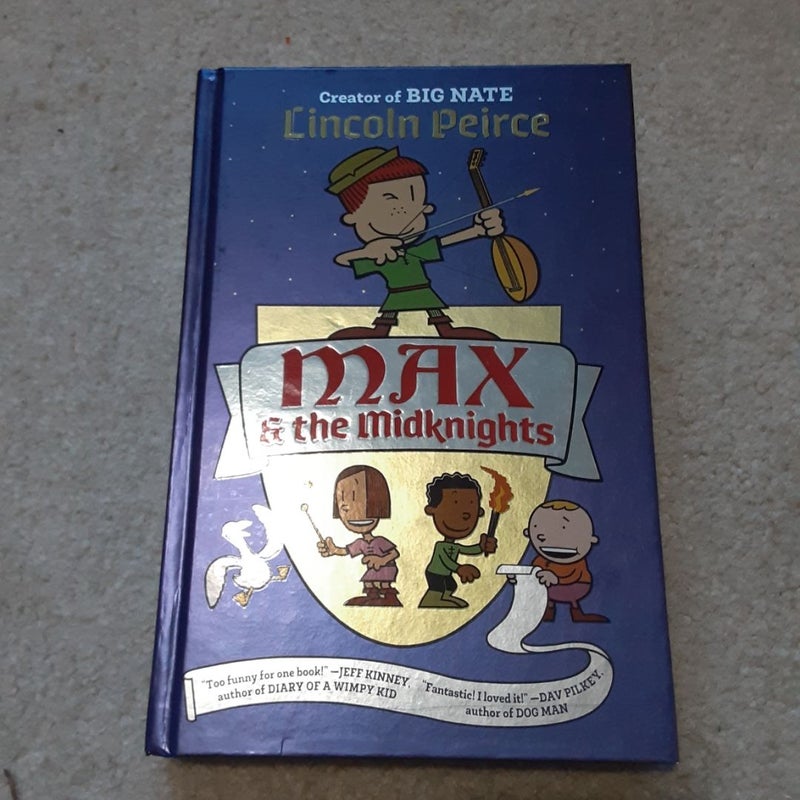 Creator of BIG NATE
Lincoln Peirce
MAX
& the Midknights
"Too funny for one book!" —JEFF KINNEY,
author of DIARY OF A WIMPY KID
"Fantastic! I loved it!" —DAV PILKEY,
author of DOG MAN